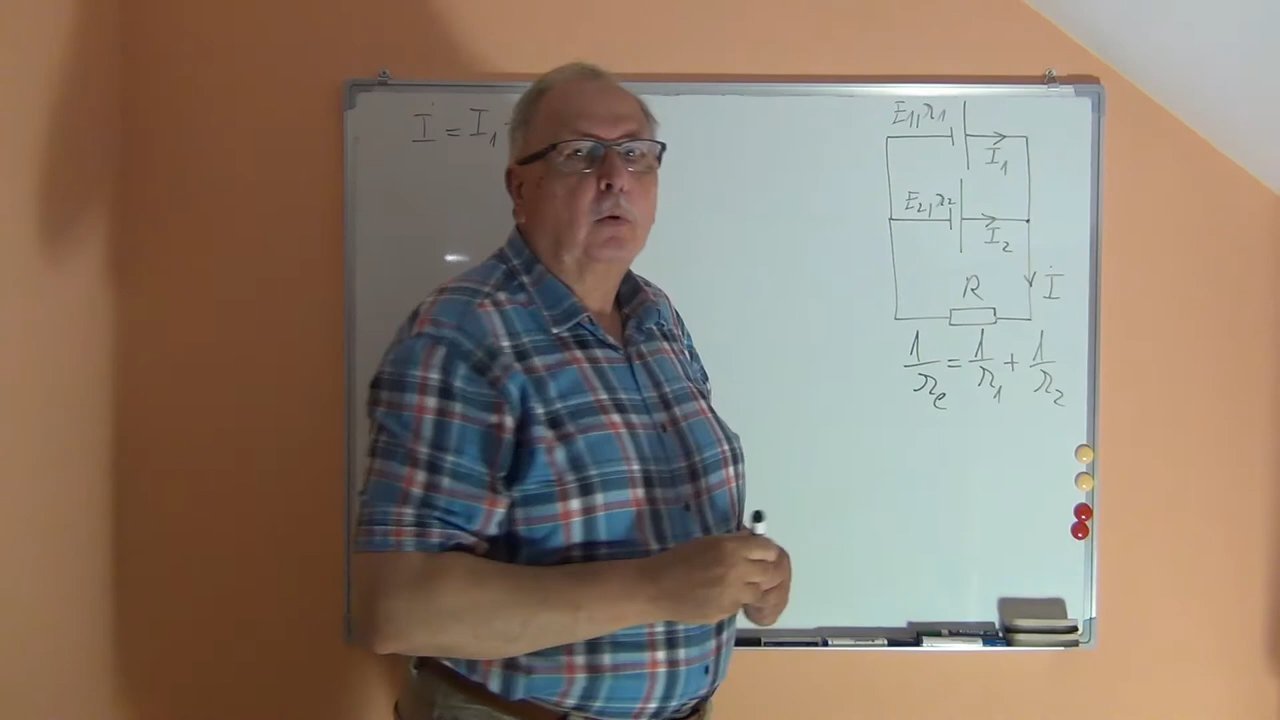 I = I₁
E₁, r₁
I₁
E₂, r₂
I₂
R
I
1/rₑ = 1/r₁ + 1/r₂